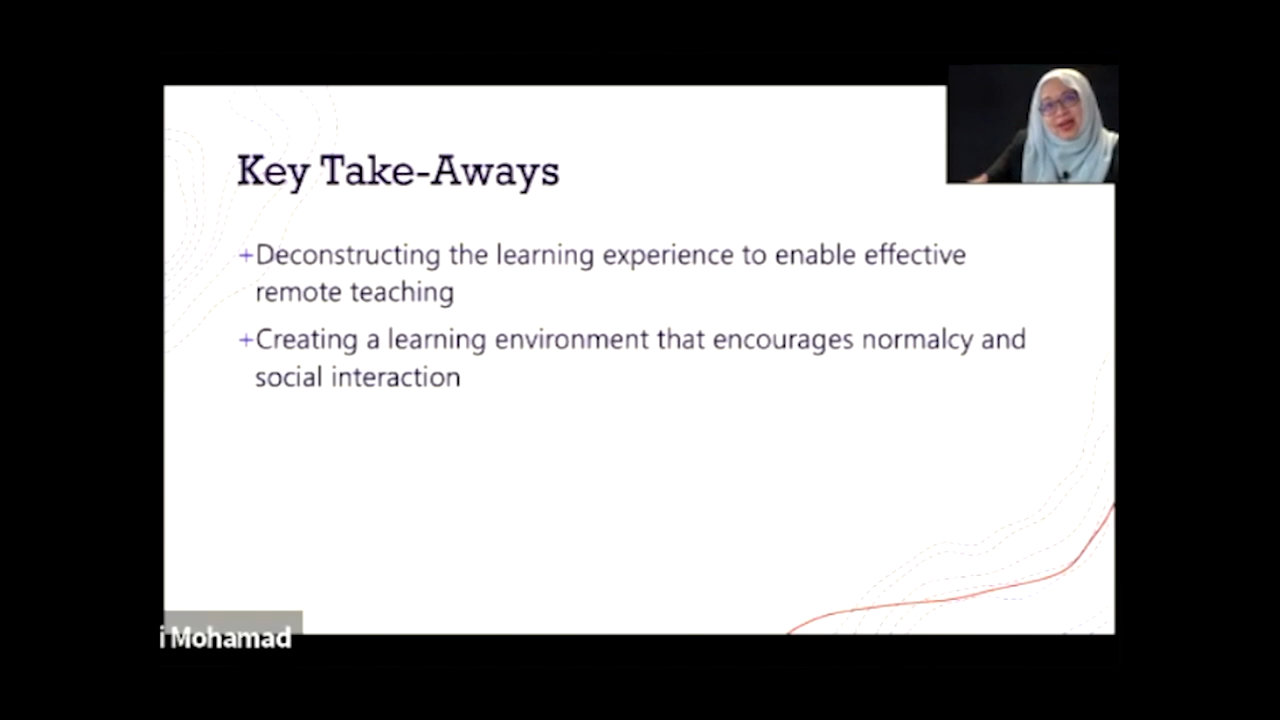 Key Take-Aways
+Deconstructing the learning experience to enable effective
remote teaching
+Creating a learning environment that encourages normalcy and
social interaction
i Mohamad